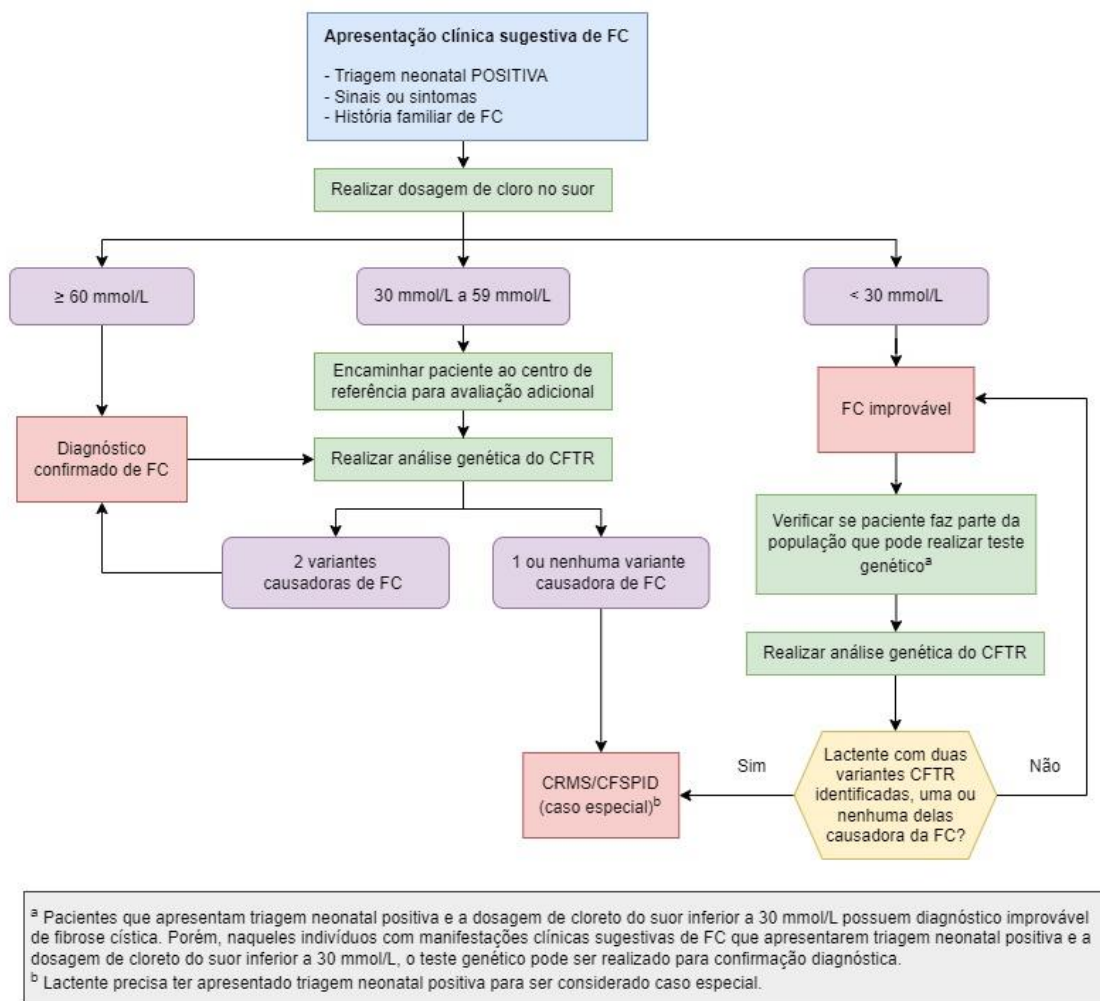 Apresentação clínica sugestiva de FC
- Triagem neonatal POSITIVA
- Sinais ou sintomas
- História familiar de FC
Realizar dosagem de cloro no suor
≥ 60 mmol/L
30 mmol/L a 59 mmol/L
< 30 mmol/L
Encaminhar paciente ao centro de
referência para avaliação adicional
FC improvável
Diagnóstico
confirmado de FC
Realizar análise genética do CFTR
Verificar se paciente faz parte da
população que pode realizar teste
genético^a
2 variantes
causadoras de FC
1 ou nenhuma variante
causadora de FC
Realizar análise genética do CFTR
Lactente com duas
variantes CFTR
identificadas, uma ou
nenhuma delas
causadora da FC?
Sim
Não
CRMS/CFSPID
(caso especial)^b
^a Pacientes que apresentam triagem neonatal positiva e a dosagem de cloreto do suor inferior a 30 mmol/L possuem diagnóstico improvável
de fibrose cística. Porém, naqueles indivíduos com manifestações clínicas sugestivas de FC que apresentarem triagem neonatal positiva e a
dosagem de cloreto do suor inferior a 30 mmol/L, o teste genético pode ser realizado para confirmação diagnóstica.
^b Lactente precisa ter apresentado triagem neonatal positiva para ser considerado caso especial.